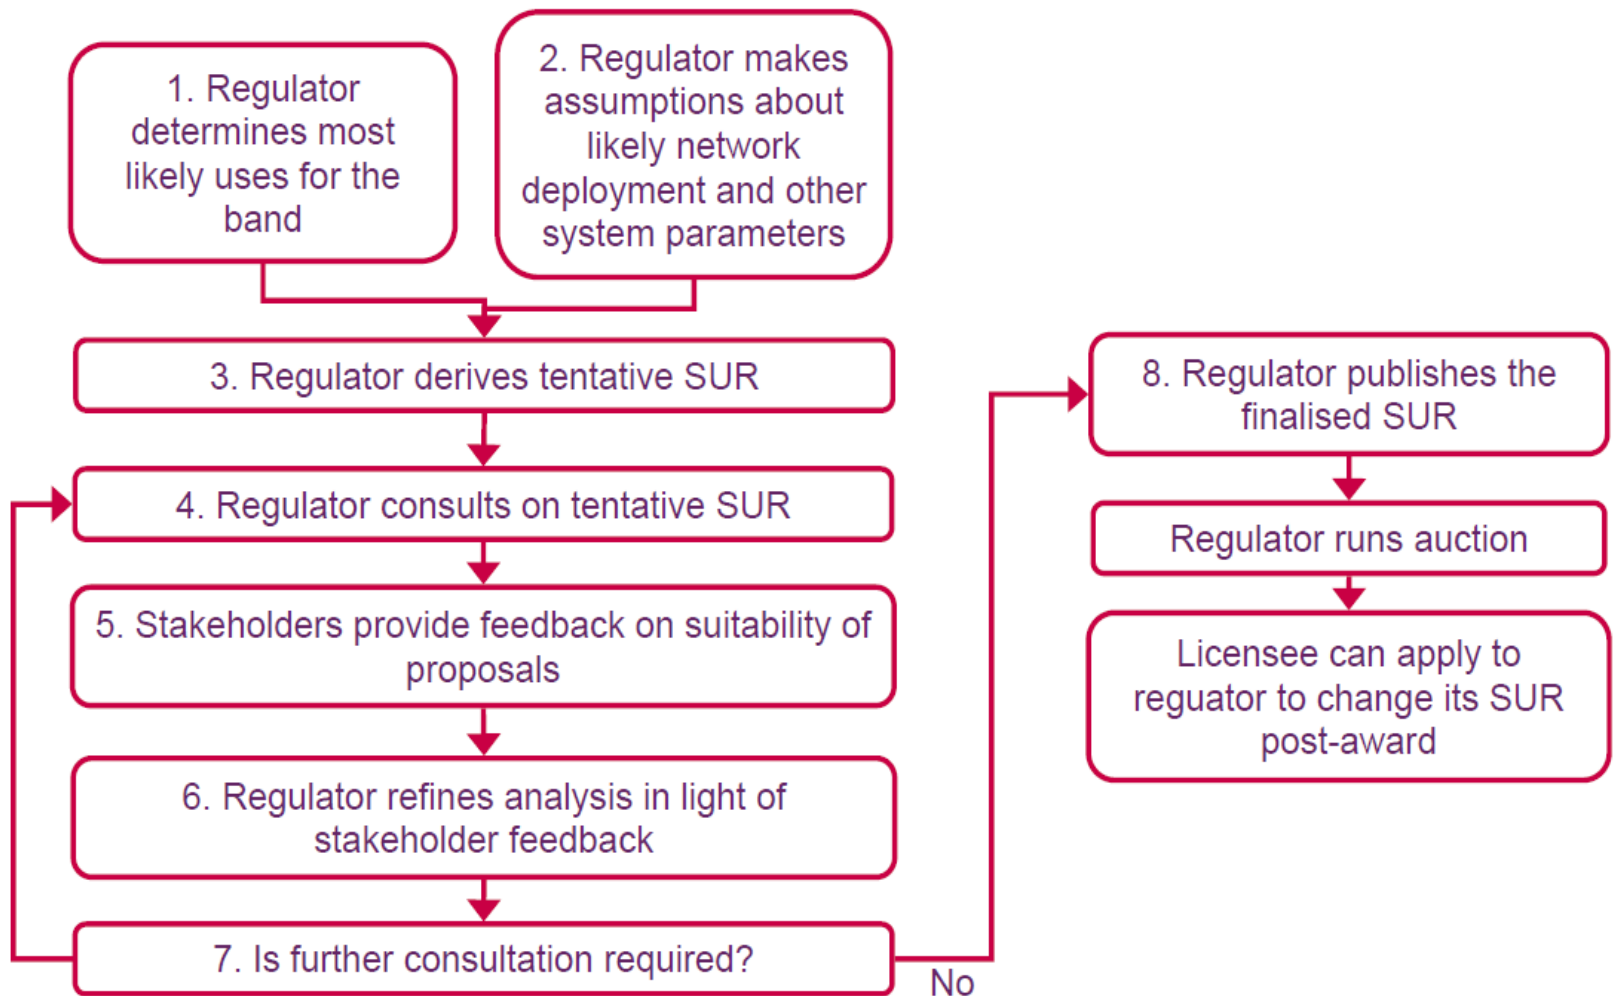 1. Regulator
determines most
likely uses for the
band
2. Regulator makes
assumptions about
likely network
deployment and other
system parameters
3. Regulator derives tentative SUR
4. Regulator consults on tentative SUR
5. Stakeholders provide feedback on suitability of
proposals
6. Regulator refines analysis in light of
stakeholder feedback
7. Is further consultation required?
No
8. Regulator publishes the
finalised SUR
Regulator runs auction
Licensee can apply to
reguator to change its SUR
post-award